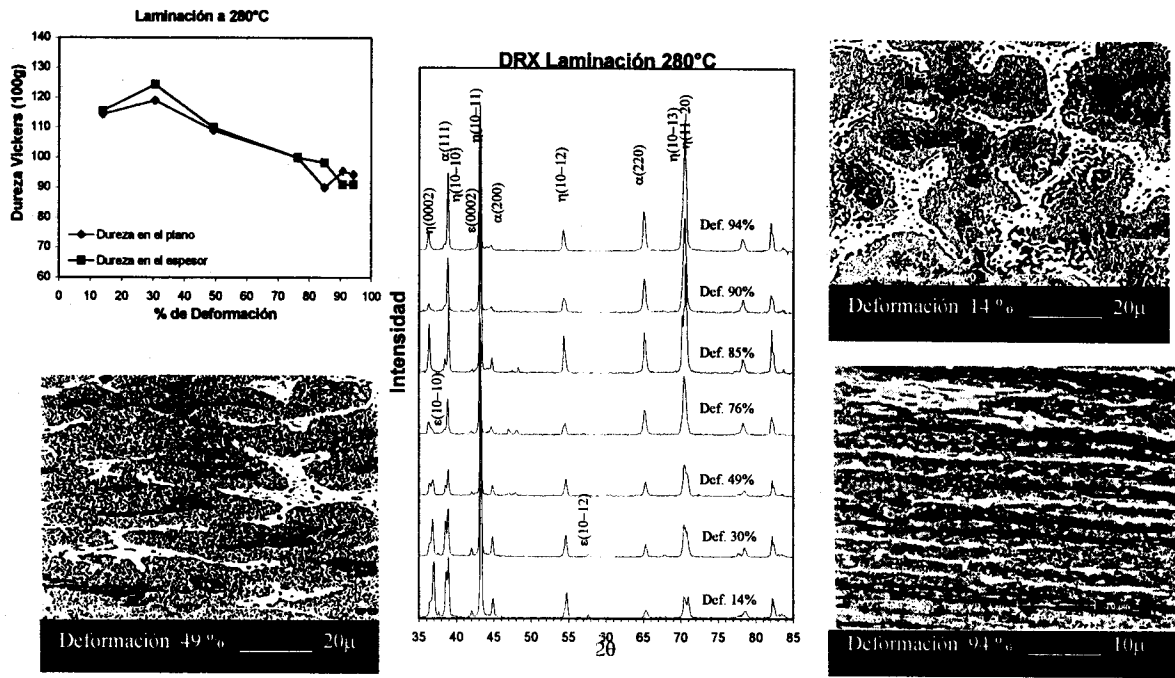 Laminación a 280°C
Dureza Vickers (100g)
140
130
120
110
100
90
80
70
60
Dureza en el plano
Dureza en el espesor
0 10 20 30 40 50 60 70 80 90 100
% de Deformación
DRX Laminación 280°C
Intensidad
η(0002)
α(111)
η(10-10)
ε(0002)
η(10-11)
α(200)
η(10-12)
α(220)
η(10-13)
η(11-20)
Def. 94%
Def. 90%
Def. 85%
ε(10-10)
Def. 76%
Def. 49%
ε(10-12)
Def. 30%
Def. 14%
35 40 45 50 55 65 70 75 80 85
2θ
Deformación 14% 20μ
Deformación 49% 20μ
Deformación 94% 10μ